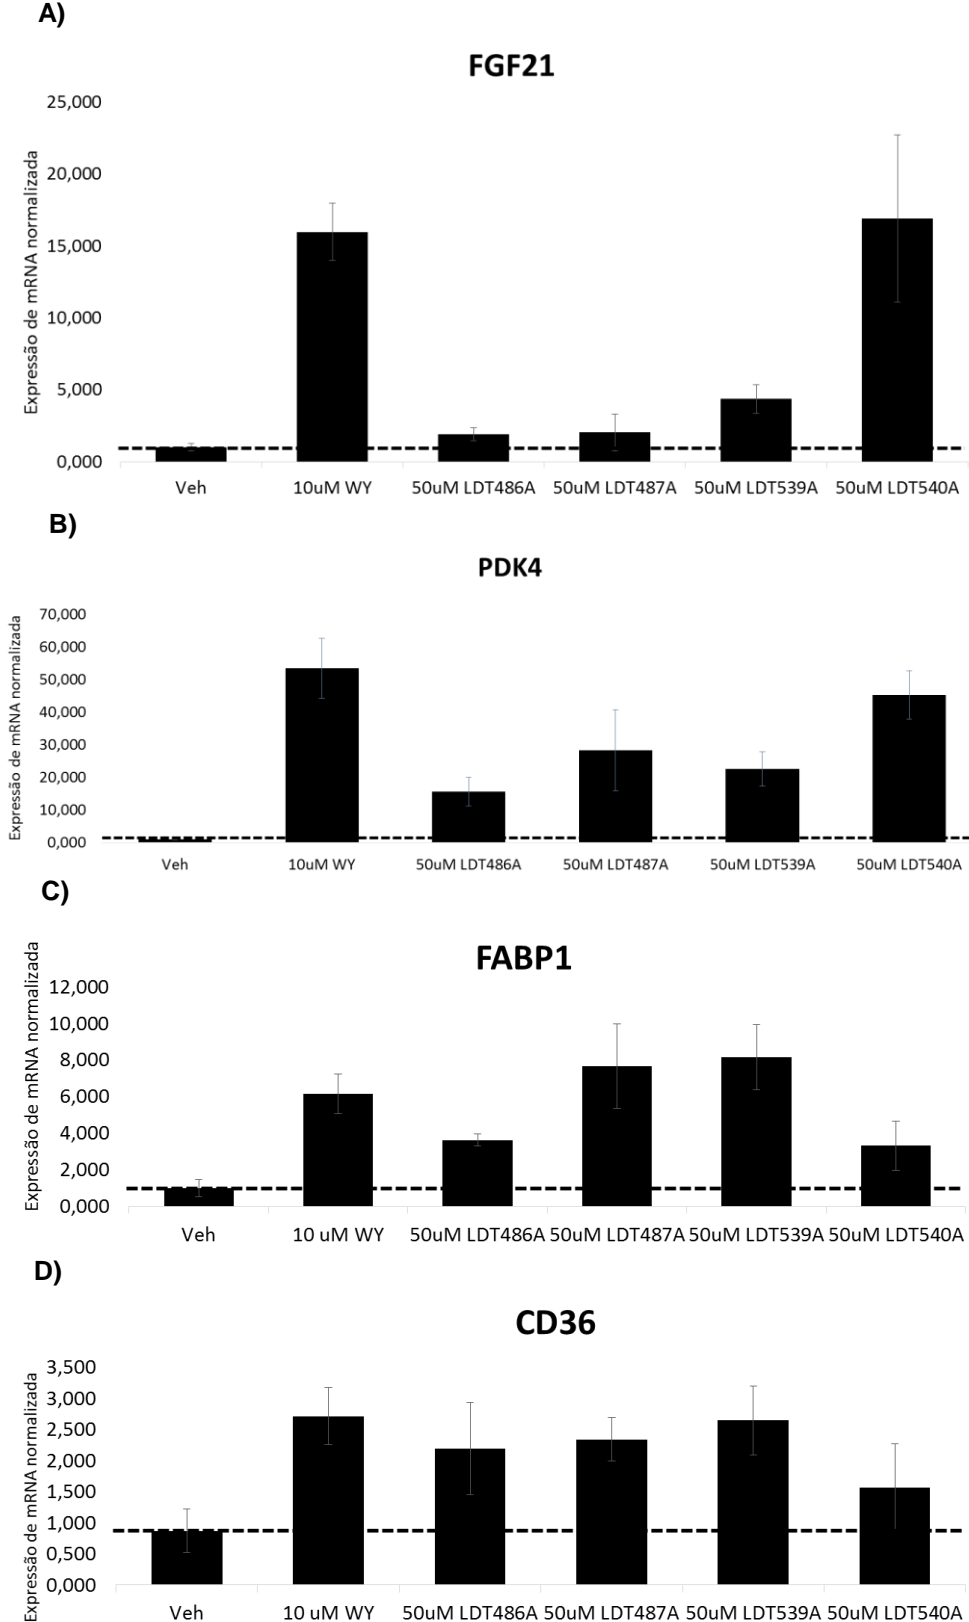 A)
FGF21
Expressão de mRNA normalizada
25,000
20,000
15,000
10,000
5,000
0,000
Veh 10uM WY 50uM LDT486A 50uM LDT487A 50uM LDT539A 50uM LDT540A
B)
PDK4
Expressão de mRNA normalizada
70,000
60,000
50,000
40,000
30,000
20,000
10,000
0,000
Veh 10uM WY 50uM LDT486A 50uM LDT487A 50uM LDT539A 50uM LDT540A
C)
FABP1
Expressão de mRNA normalizada
12,000
10,000
8,000
6,000
4,000
2,000
0,000
Veh 10 uM WY 50uM LDT486A 50uM LDT487A 50uM LDT539A 50uM LDT540A
D)
CD36
Expressão de mRNA normalizada
3,500
3,000
2,500
2,000
1,500
1,000
0,500
0,000
Veh 10 uM WY 50uM LDT486A 50uM LDT487A 50uM LDT539A 50uM LDT540A